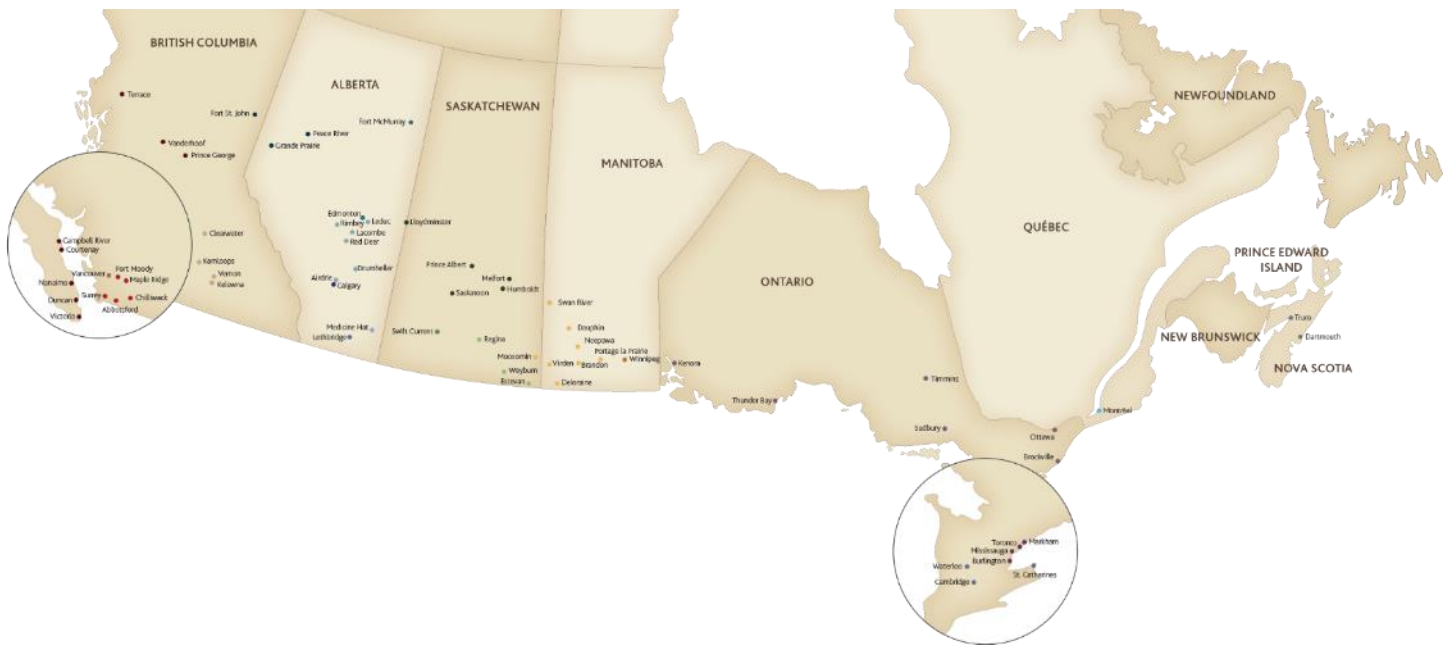 BRITISH COLUMBIA
Terrace
Fort St. John
Vanderhoof
Prince George
Clearwater
Kamloops
Vernon
Kelowna
Campbell River
Courtenay
Vancouver
Port Moody
Maple Ridge
Nanaimo
Duncan
Surrey
Chilliwack
Abbotsford
Victoria
ALBERTA
Fort McMurray
Peace River
Grande Prairie
Edmonton
Leduc
Rimbey
Lacombe
Red Deer
Drumheller
Airdrie
Calgary
Medicine Hat
Lethbridge
SASKATCHEWAN
Lloydminster
Prince Albert
Melfort
Humboldt
Saskatoon
Swift Current
Regina
Moosomin
Weyburn
Estevan
MANITOBA
Swan River
Dauphin
Neepawa
Portage la Prairie
Virden
Brandon
Winnipeg
Deloraine
ONTARIO
Kenora
Thunder Bay
Timmins
Sudbury
Ottawa
Brockville
Toronto
Markham
Mississauga
Burlington
Waterloo
St. Catharines
Cambridge
QUÉBEC
Montréal
NEWFOUNDLAND
PRINCE EDWARD
ISLAND
NEW BRUNSWICK
Truro
Dartmouth
NOVA SCOTIA